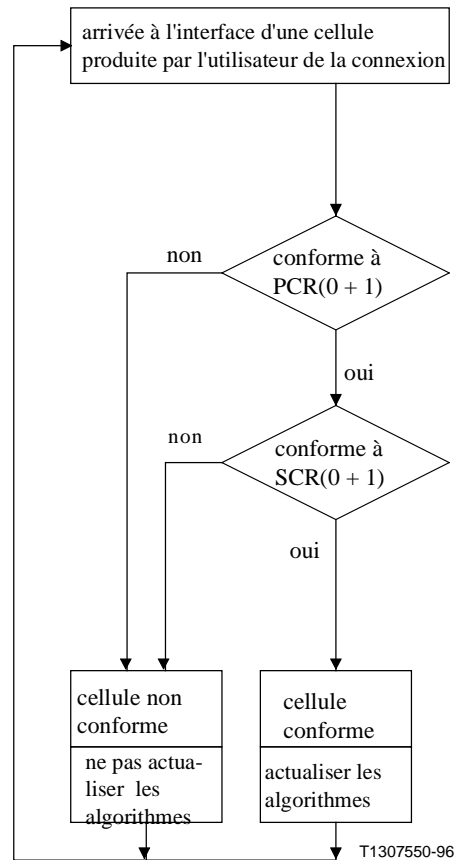 arrivée à l'interface d'une cellule
produite par l'utilisateur de la connexion
non
conforme à
PCR(0 + 1)
oui
non
conforme à
SCR(0 + 1)
oui
cellule non
conforme
ne pas actua-
liser les
algorithmes
cellule
conforme
actualiser les
algorithmes
T1307550-96